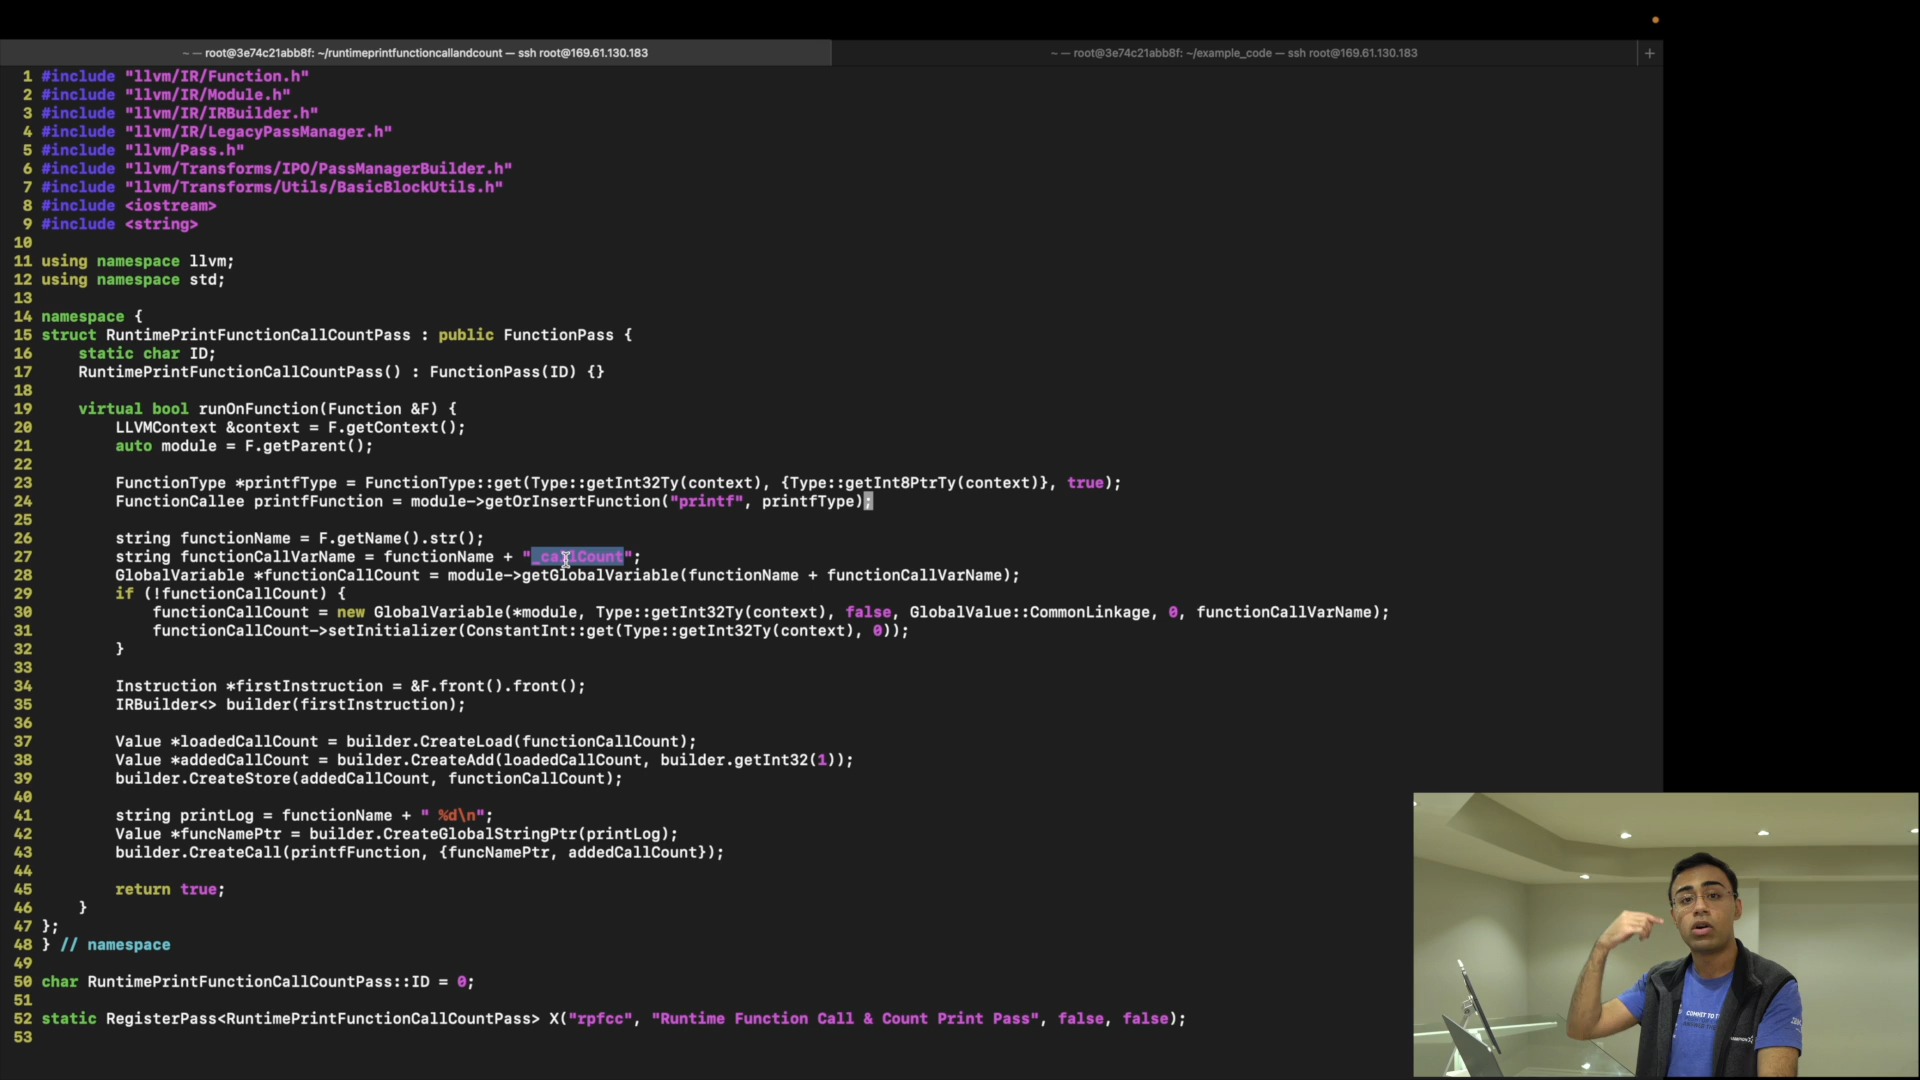 ~ — root@3e74c21abb8f: ~/runtimeprintfunctioncallandcount — ssh root@169.61.130.183
~ — root@3e74c21abb8f: ~/example_code — ssh root@169.61.130.183
+
1 #include "llvm/IR/Function.h"
2 #include "llvm/IR/Module.h"
3 #include "llvm/IR/IRBuilder.h"
4 #include "llvm/IR/LegacyPassManager.h"
5 #include "llvm/Pass.h"
6 #include "llvm/Transforms/IPO/PassManagerBuilder.h"
7 #include "llvm/Transforms/Utils/BasicBlockUtils.h"
8 #include <iostream>
9 #include <string>
10
11 using namespace llvm;
12 using namespace std;
13
14 namespace {
15 struct RuntimePrintFunctionCallCountPass : public FunctionPass {
16     static char ID;
17     RuntimePrintFunctionCallCountPass() : FunctionPass(ID) {}
18
19     virtual bool runOnFunction(Function &F) {
20         LLVMContext &context = F.getContext();
21         auto module = F.getParent();
22
23         FunctionType *printfType = FunctionType::get(Type::getInt32Ty(context), {Type::getInt8PtrTy(context)}, true);
24         FunctionCallee printfFunction = module->getOrInsertFunction("printf", printfType);
25
26         string functionName = F.getName().str();
27         string functionCallVarName = functionName + "_callCount";
28         GlobalVariable *functionCallCount = module->getGlobalVariable(functionName + functionCallVarName);
29         if (!functionCallCount) {
30             functionCallCount = new GlobalVariable(*module, Type::getInt32Ty(context), false, GlobalValue::CommonLinkage, 0, functionCallVarName);
31             functionCallCount->setInitializer(ConstantInt::get(Type::getInt32Ty(context), 0));
32         }
33
34         Instruction *firstInstruction = &F.front().front();
35         IRBuilder<> builder(firstInstruction);
36
37         Value *loadedCallCount = builder.CreateLoad(functionCallCount);
38         Value *addedCallCount = builder.CreateAdd(loadedCallCount, builder.getInt32(1));
39         builder.CreateStore(addedCallCount, functionCallCount);
40
41         string printLog = functionName + " %d\n";
42         Value *funcNamePtr = builder.CreateGlobalStringPtr(printLog);
43         builder.CreateCall(printfFunction, {funcNamePtr, addedCallCount});
44
45         return true;
46     }
47 };
48 } // namespace
49
50 char RuntimePrintFunctionCallCountPass::ID = 0;
51
52 static RegisterPass<RuntimePrintFunctionCallCountPass> X("rpfcc", "Runtime Function Call & Count Print Pass", false, false);
53
COMMIT TO